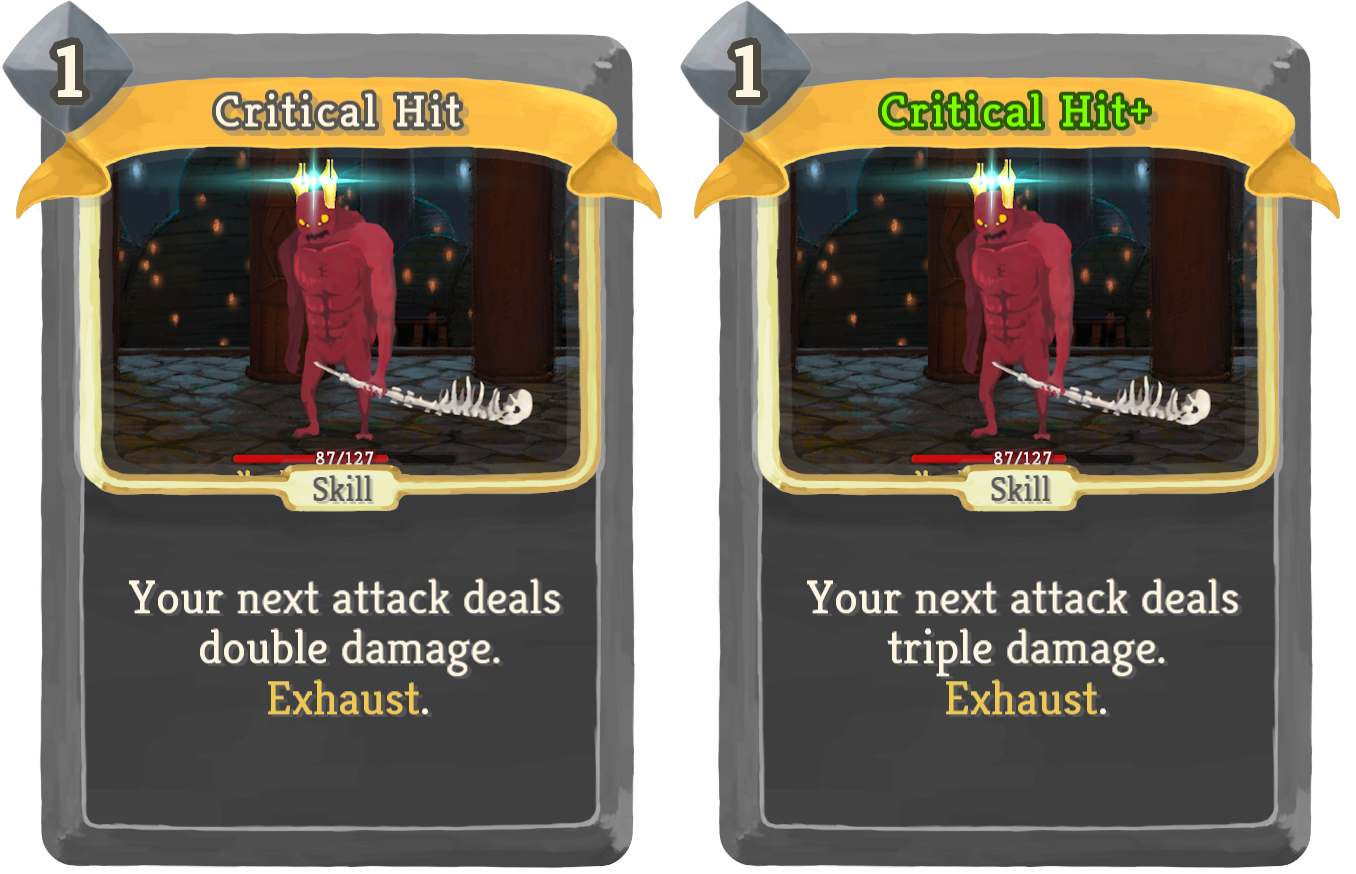 1
Critical Hit
87/127
Skill
Your next attack deals
double damage.
Exhaust.
1
Critical Hit+
87/127
Skill
Your next attack deals
triple damage.
Exhaust.